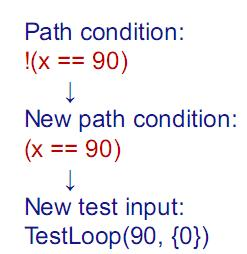 Path condition:
!(x == 90)
↓
New path condition:
(x == 90)
↓
New test input:
TestLoop(90, {0})